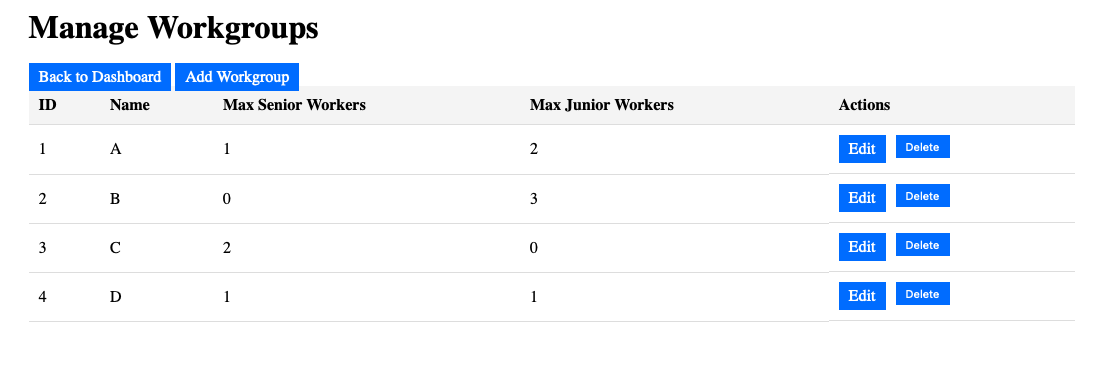 Manage Workgroups
Back to Dashboard Add Workgroup
ID Name Max Senior Workers Max Junior Workers Actions
1 A 1 2 Edit Delete
2 B 0 3 Edit Delete
3 C 2 0 Edit Delete
4 D 1 1 Edit Delete